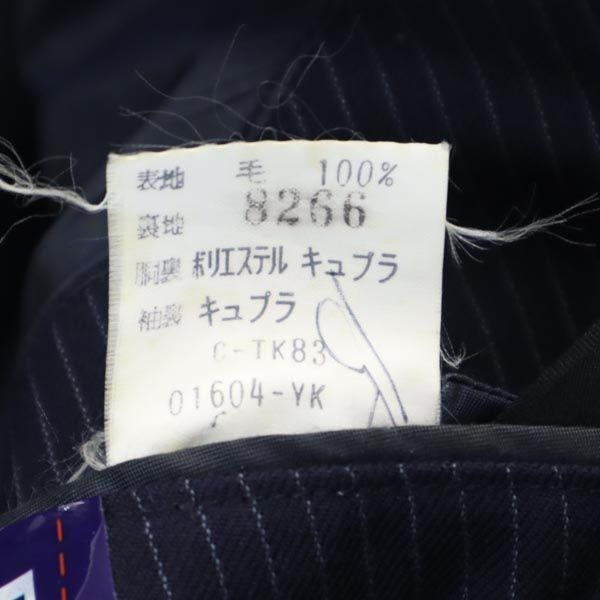 表地 毛 100%
8266
裏地
胴裏 ポリエステル キュプラ
袖裏 キュプラ
C-TK83
01604-YK